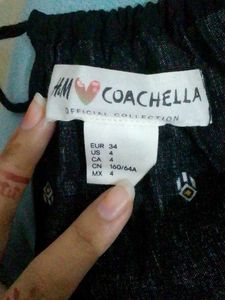 H&M COACHELLA
OFFICIAL COLLECTION
EUR 34
US 4
CA 4
CN 160/64A
MX 4